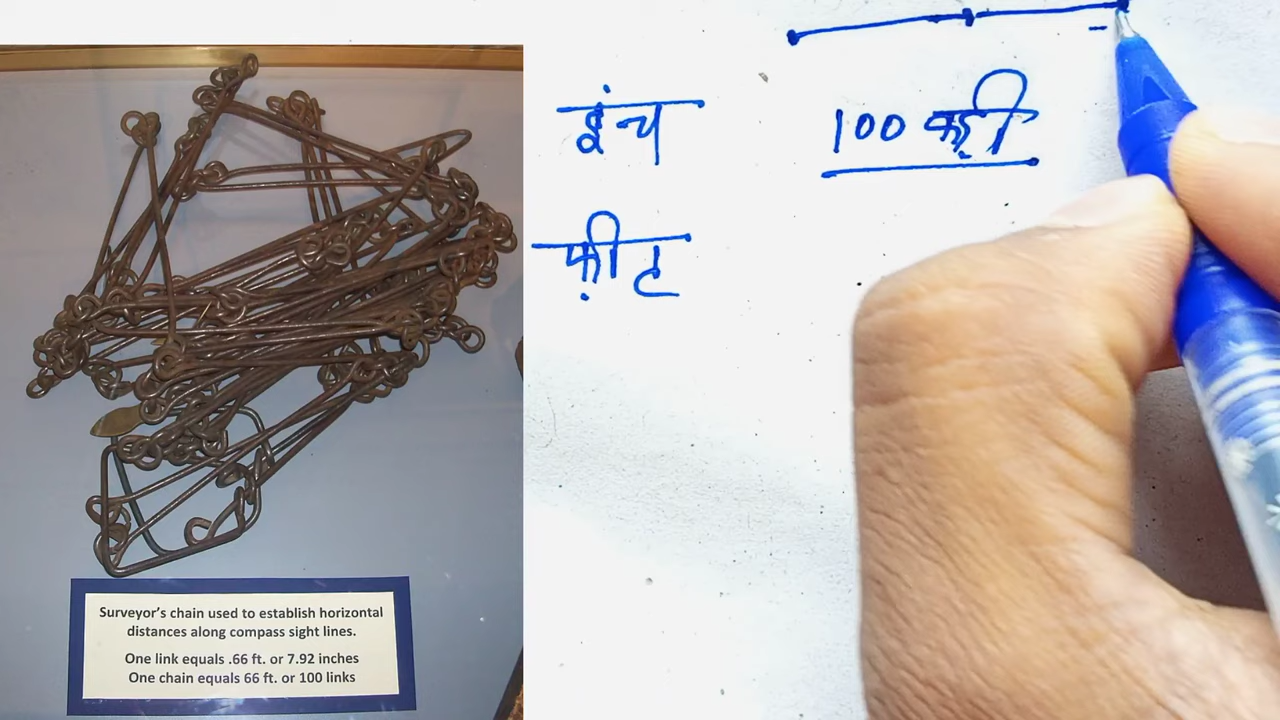 Surveyor's chain used to establish horizontal
distances along compass sight lines.
One link equals .66 ft. or 7.92 inches
One chain equals 66 ft. or 100 links
इंच
100 कड़ी
फ़ीट